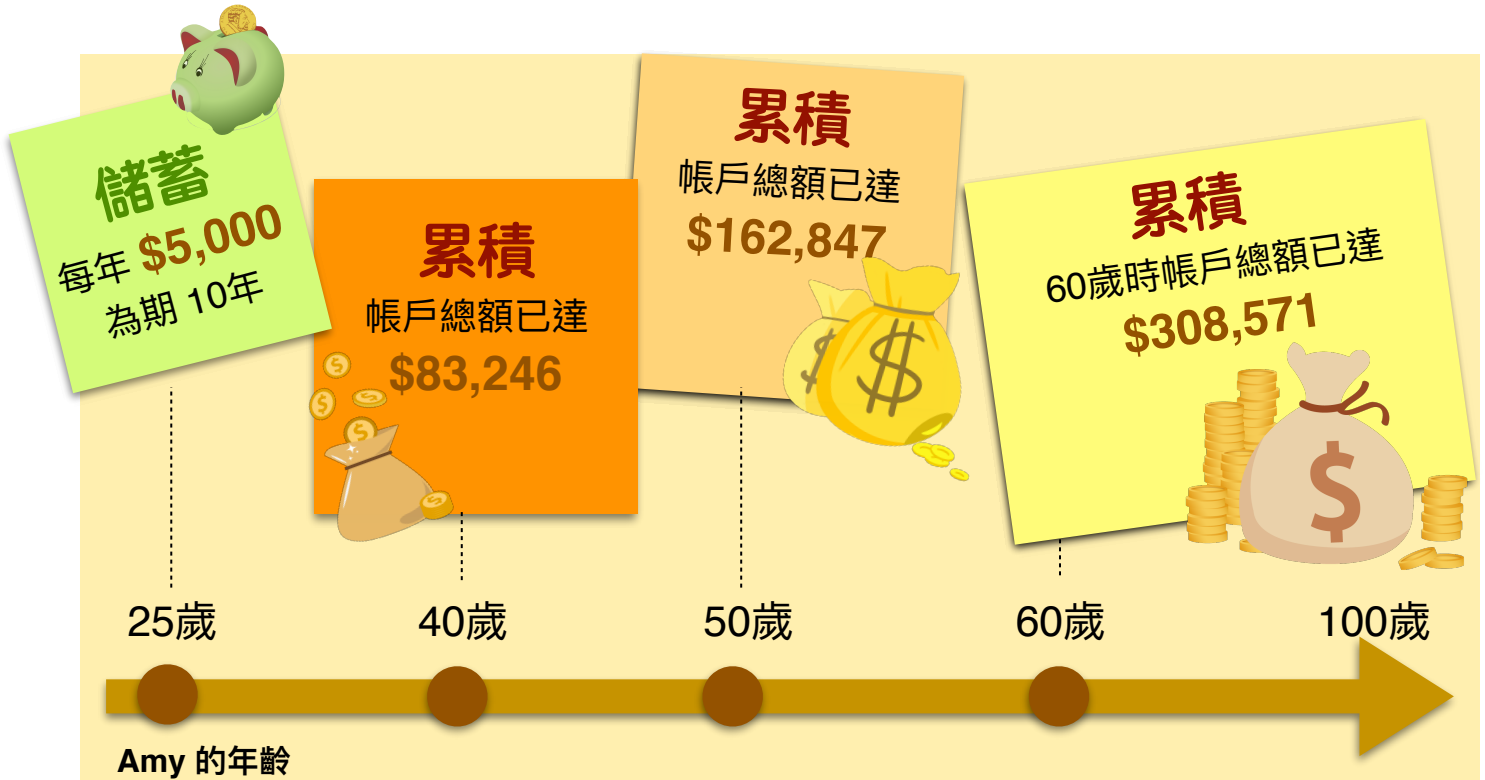 儲蓄
每年 $5,000
為期 10年
累積
帳戶總額已達
$83,246
累積
帳戶總額已達
$162,847
累積
60歲時帳戶總額已達
$308,571
$
$
$
25歲
40歲
50歲
60歲
100歲
Amy 的年齡